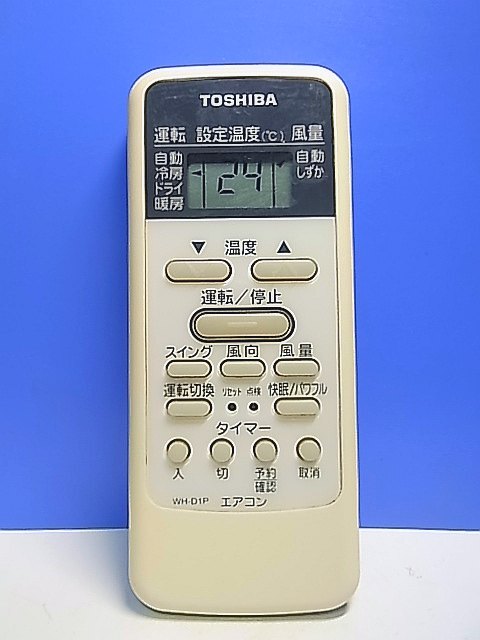 TOSHIBA
運転 設定温度(℃) 風量
自動 24 自動
冷房 しずか
ドライ
暖房
▼ 温度 ▲
運転/停止
スイング 風向 風量
運転切換 リセット 点検 快眠/パワフル
タイマー
入 切 予約 取消
確認
WH-D1P エアコン